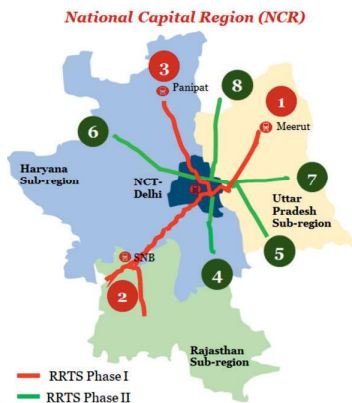 National Capital Region (NCR)
8
3
Panipat
1
Meerut
6
Haryana
Sub-region
NCT-
Delhi
7
Uttar
Pradesh
Sub-region
SNB
5
4
2
Rajasthan
Sub-region
RRTS Phase I
RRTS Phase II